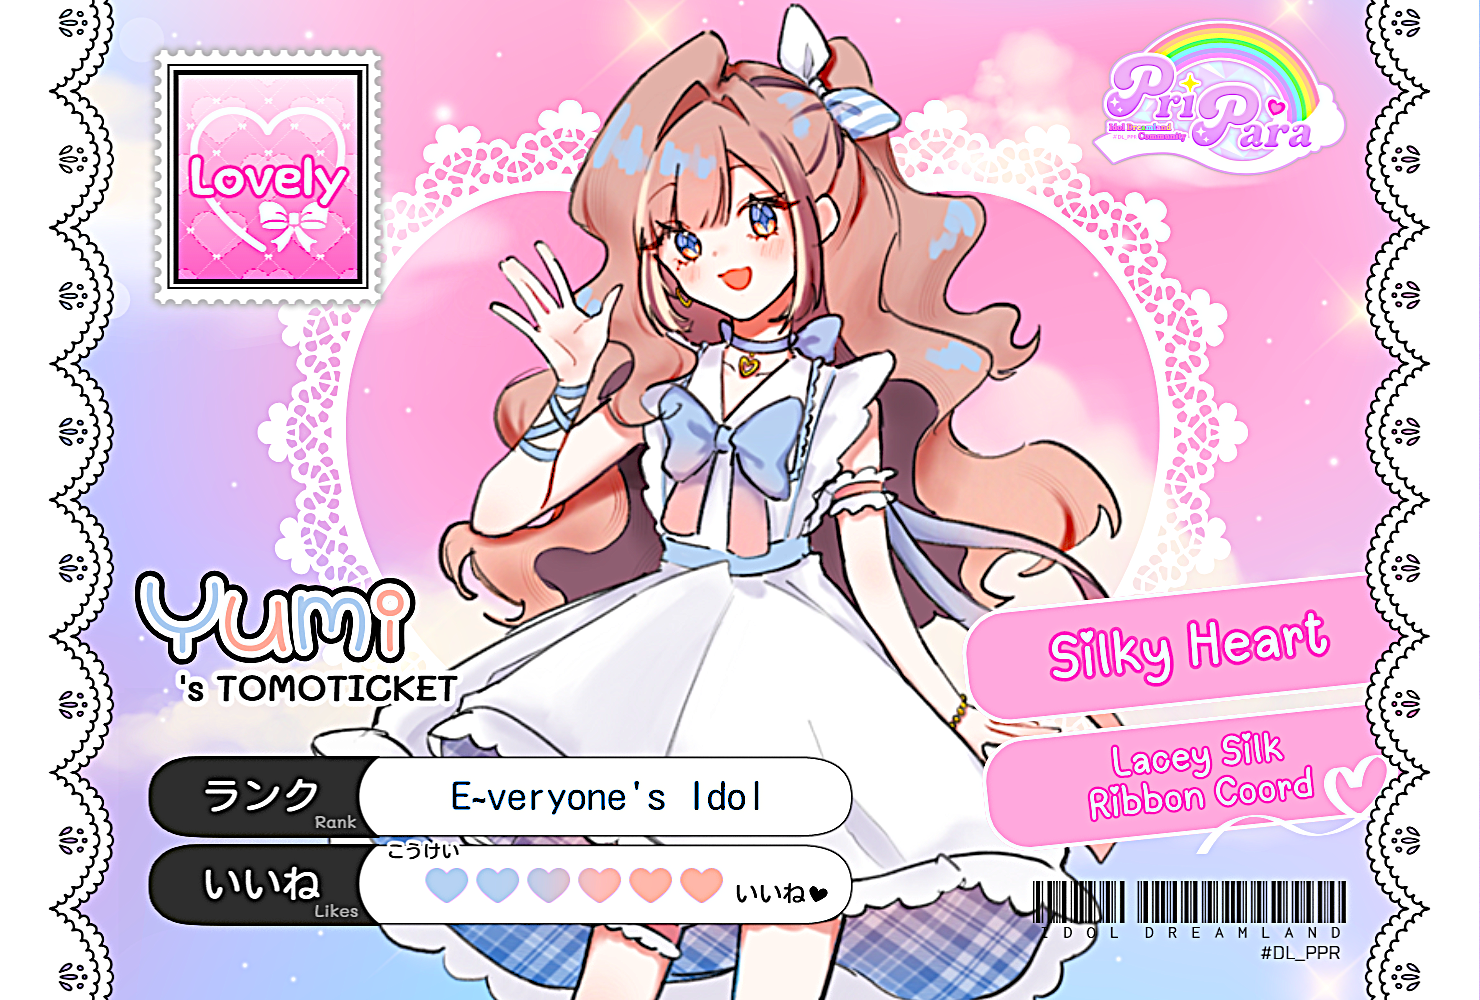 Lovely
PriPara
Idol Dreamland
#DL_PPR Community
Yumi
's TOMOTICKET
Silky Heart
Lacey Silk
Ribbon Coord
ランク
Rank
E~veryone's Idol
いいね
Likes
こうけい
いいね
IDOL DREAMLAND
#DL_PPR